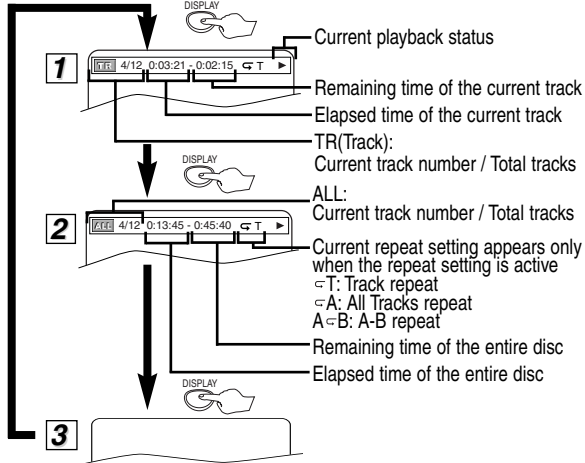 DISPLAY
Current playback status
1
TR 4/12 0:03:21 - 0:02:15 T
Remaining time of the current track
Elapsed time of the current track
TR(Track):
Current track number / Total tracks
DISPLAY
ALL:
Current track number / Total tracks
2
ALL 4/12 0:13:45 - 0:45:40 T
Current repeat setting appears only
when the repeat setting is active
T: Track repeat
A: All Tracks repeat
A B: A-B repeat
Remaining time of the entire disc
Elapsed time of the entire disc
DISPLAY
3